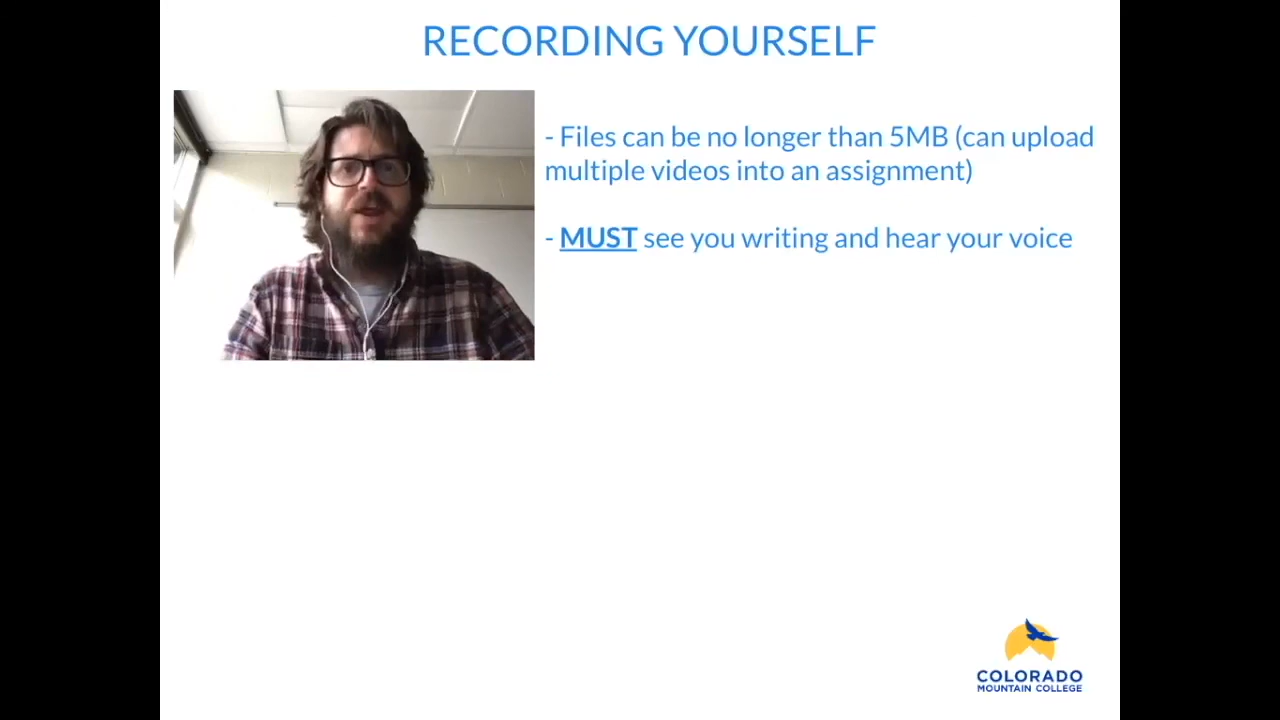 RECORDING YOURSELF
- Files can be no longer than 5MB (can upload
multiple videos into an assignment)
- MUST see you writing and hear your voice
COLORADO
MOUNTAIN COLLEGE